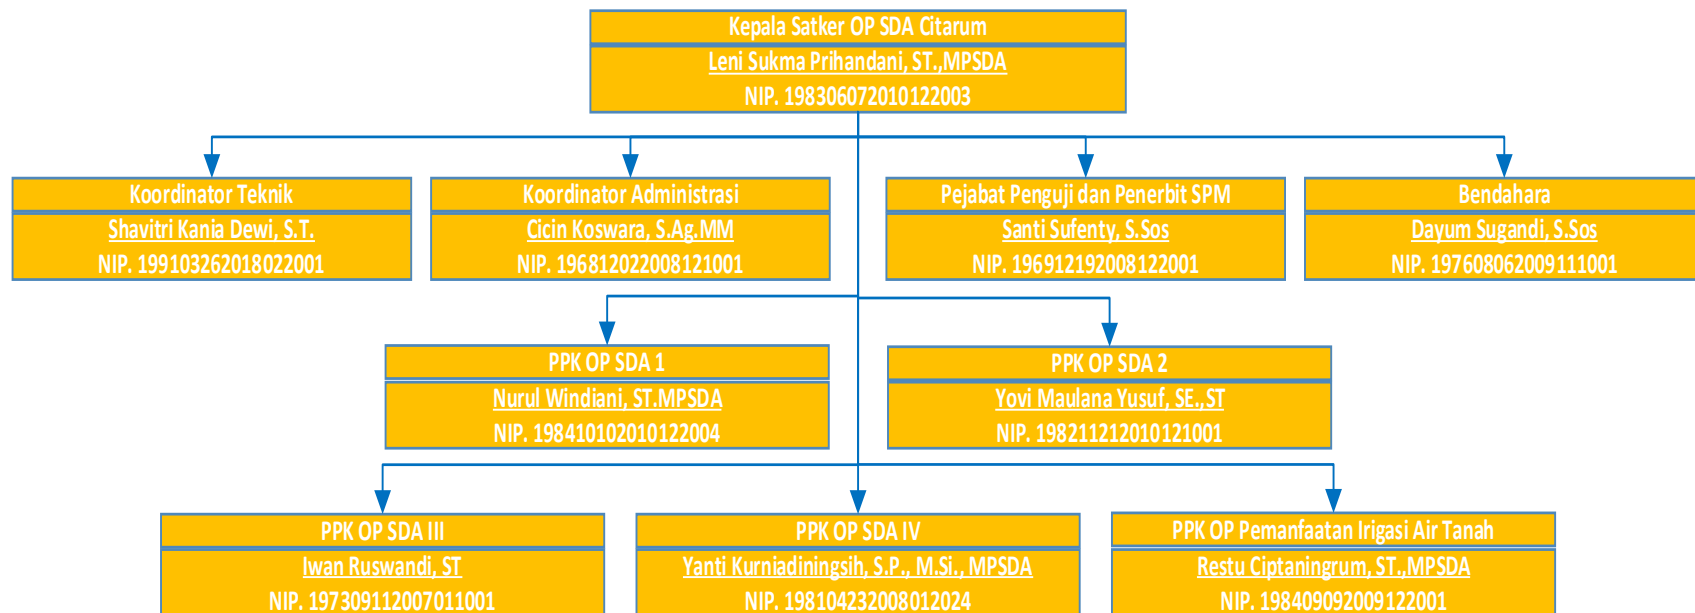 Kepala Satker OP SDA Citarum
Leni Sukma Prihandani, ST.,MPSDA
NIP. 198306072010122003
Koordinator Teknik
Shavitri Kania Dewi, S.T.
NIP. 199103262018022001
Koordinator Administrasi
Cicin Koswara, S.Ag.MM
NIP. 196812022008121001
Pejabat Penguji dan Penerbit SPM
Santi Sufenty, S.Sos
NIP. 196912192008122001
Bendahara
Dayum Sugandi, S.Sos
NIP. 197608062009111001
PPK OP SDA 1
Nurul Windiani, ST.MPSDA
NIP. 198410102010122004
PPK OP SDA 2
Yovi Maulana Yusuf, SE.,ST
NIP. 198211212010121001
PPK OP SDA III
Iwan Ruswandi, ST
NIP. 197309112007011001
PPK OP SDA IV
Yanti Kurniadiningsih, S.P., M.Si., MPSDA
NIP. 198104232008012024
PPK OP Pemanfaatan Irigasi Air Tanah
Restu Ciptaningrum, ST.,MPSDA
NIP. 198409092009122001